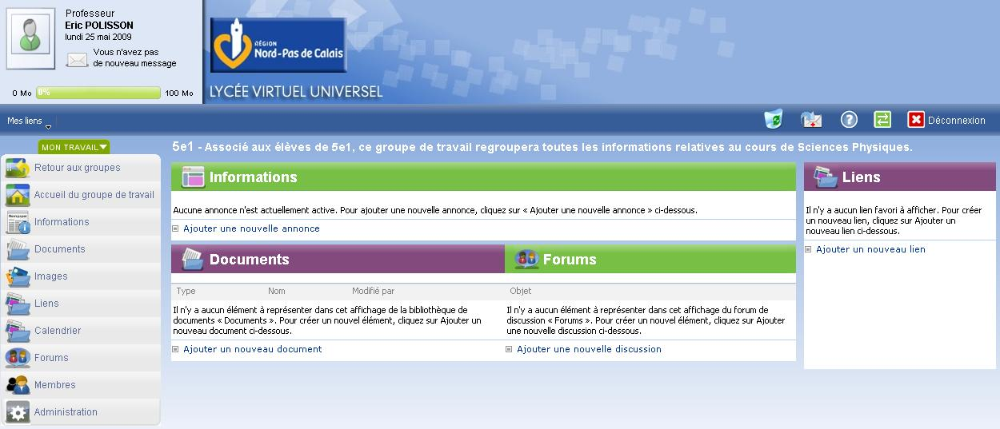 Professeur
Eric POLISSON
lundi 25 mai 2009
Vous n'avez pas
de nouveau message
0 Mo 0% 100 Mo
RÉGION
Nord-Pas de Calais
LYCÉE VIRTUEL UNIVERSEL
Mes liens
Déconnexion
MON TRAVAIL
Retour aux groupes
Accueil du groupe de travail
Informations
Documents
Images
Liens
Calendrier
Forums
Membres
Administration
5e1 - Associé aux élèves de 5e1, ce groupe de travail regroupera toutes les informations relatives au cours de Sciences Physiques.
Informations
Aucune annonce n'est actuellement active. Pour ajouter une nouvelle annonce, cliquez sur « Ajouter une nouvelle annonce » ci-dessous.
Ajouter une nouvelle annonce
Documents
Type Nom Modifié par
Il n'y a aucun élément à représenter dans cet affichage de la bibliothèque de
documents « Documents ». Pour créer un nouvel élément, cliquez sur Ajouter un
nouveau document ci-dessous.
Ajouter un nouveau document
Forums
Objet
Il n'y a aucun élément à représenter dans cet affichage du forum de
discussion « Forums ». Pour créer un nouvel élément, cliquez sur Ajouter
une nouvelle discussion ci-dessous.
Ajouter une nouvelle discussion
Liens
Il n'y a aucun lien favori à afficher. Pour créer
un nouveau lien, cliquez sur Ajouter un
nouveau lien ci-dessous.
Ajouter un nouveau lien